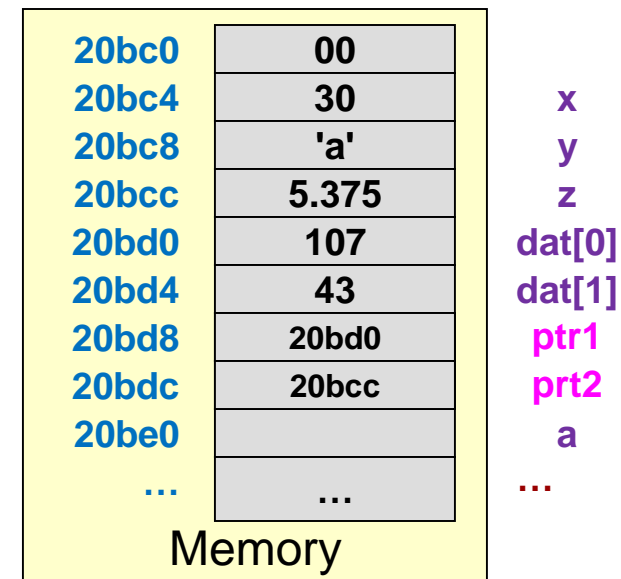 20bc0 00
20bc4 30 x
20bc8 'a' y
20bcc 5.375 z
20bd0 107 dat[0]
20bd4 43 dat[1]
20bd8 20bd0 ptr1
20bdc 20bcc prt2
20be0 a
… … …
Memory